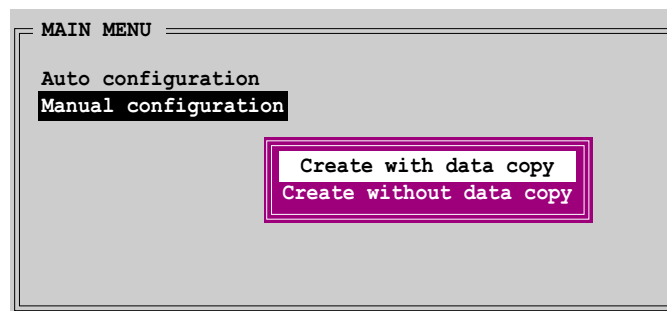 MAIN MENU
Auto configuration
Manual configuration
Create with data copy
Create without data copy